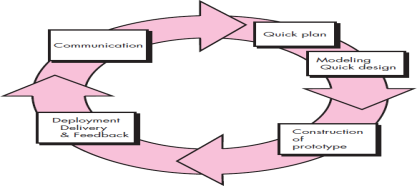 Communication
Quick plan
Modeling
Quick design
Construction
of
prototype
Deployment
Delivery
& Feedback